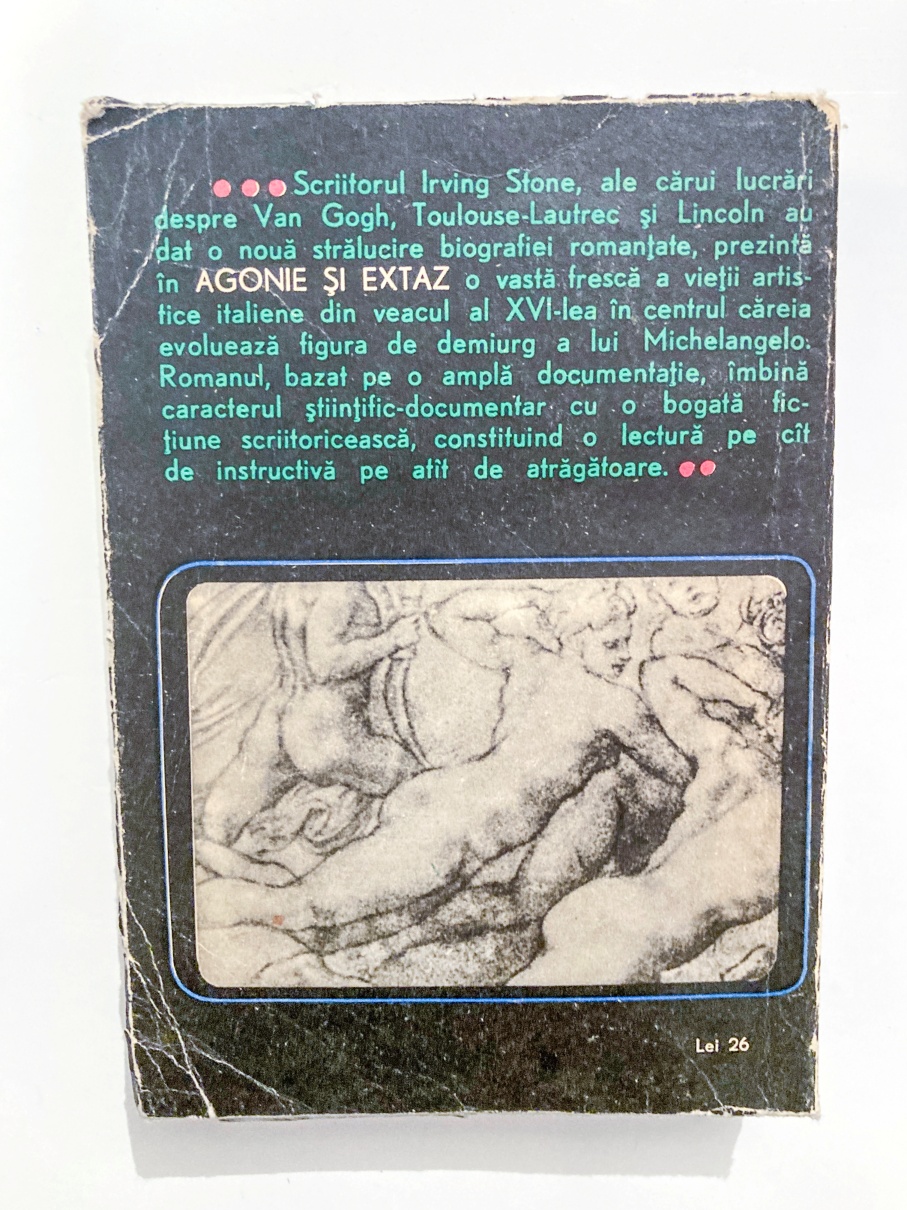 Scriitorul Irving Stone, ale cărui lucrări
despre Van Gogh, Toulouse-Lautrec şi Lincoln au
dat o nouă strălucire biografiei romanţate, prezintă
în AGONIE ŞI EXTAZ o vastă frescă a vieţii artis-
tice italiene din veacul al XVI-lea în centrul căreia
evoluează figura de demiurg a lui Michelangelo.
Romanul, bazat pe o amplă documentaţie, îmbină
caracterul ştiinţific-documentar cu o bogată fic-
ţiune scriitoricească, constituind o lectură pe cît
de instructivă pe atît de atrăgătoare.
Lei 26